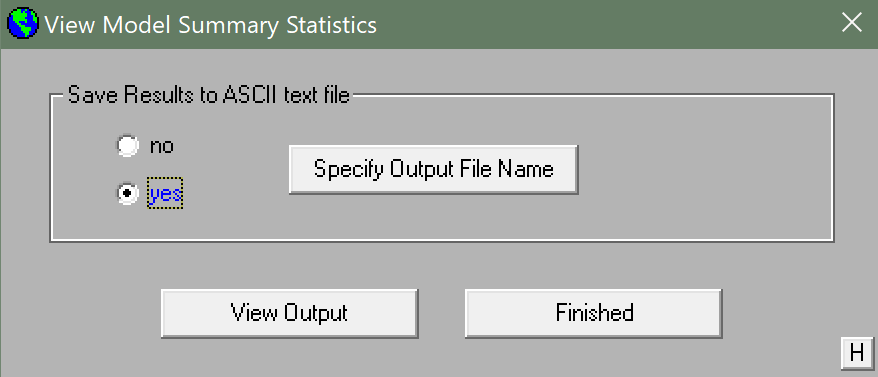 View Model Summary Statistics
Save Results to ASCII text file
no
Specify Output File Name
yes
View Output
Finished
H